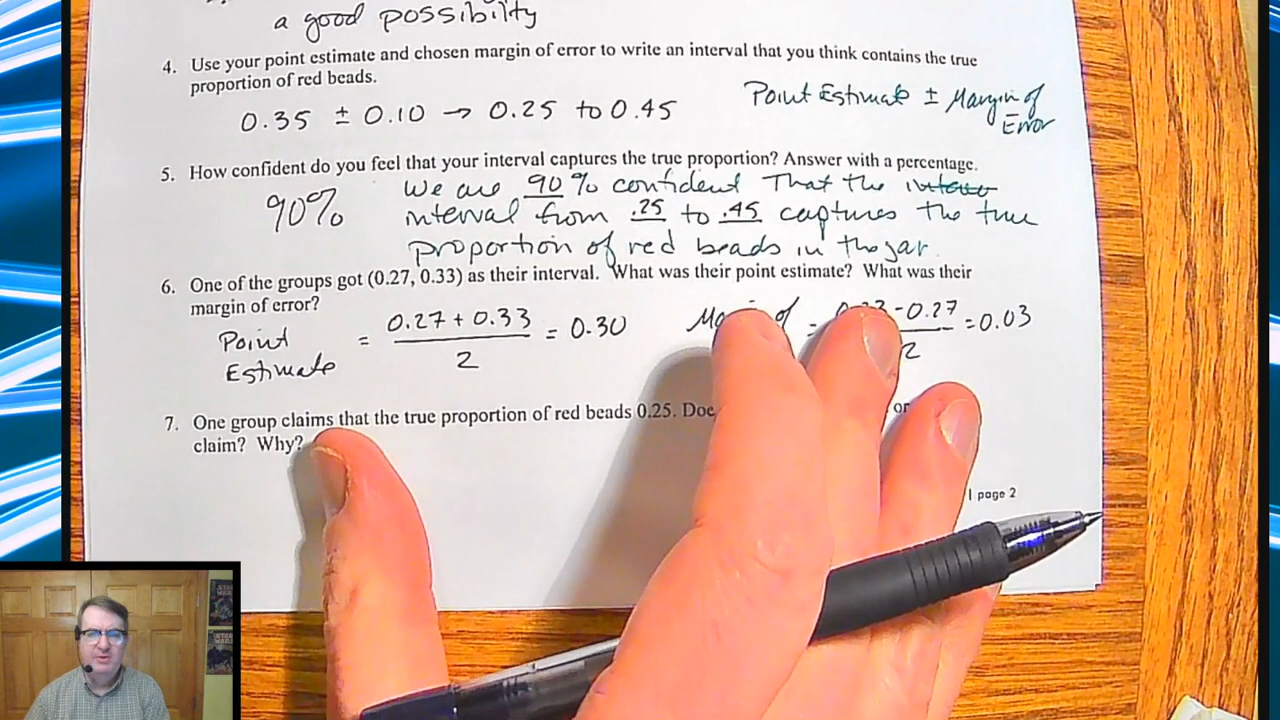 a good possibility
4. Use your point estimate and chosen margin of error to write an interval that you think contains the true
proportion of red beads.
0.35 ± 0.10 → 0.25 to 0.45
Point Estimate ± Margin of
Error
5. How confident do you feel that your interval captures the true proportion? Answer with a percentage.
90%
We are 90% confident that the
interval from .25 to .45 captures the true
proportion of red beads in the jar.
6. One of the groups got (0.27, 0.33) as their interval. What was their point estimate? What was their
margin of error?
Point
Estimate
= 0.27 + 0.33 / 2 = 0.30
of = - 0.27 / 2 = 0.03
7. One group claims that the true proportion of red beads 0.25.
claim? Why?
page 2